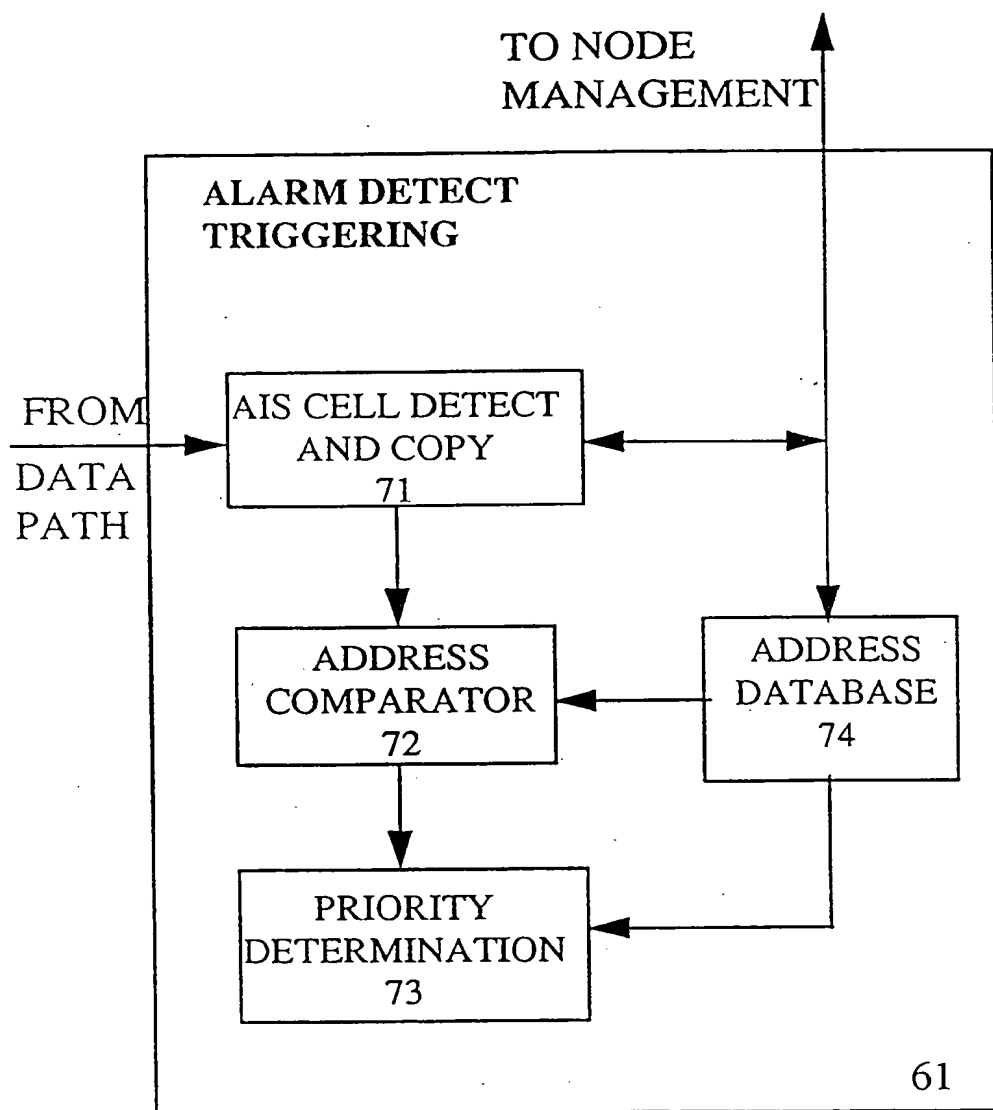 TO NODE
MANAGEMENT
ALARM DETECT
TRIGGERING
FROM
DATA
PATH
AIS CELL DETECT
AND COPY
71
ADDRESS
COMPARATOR
72
ADDRESS
DATABASE
74
PRIORITY
DETERMINATION
73
61